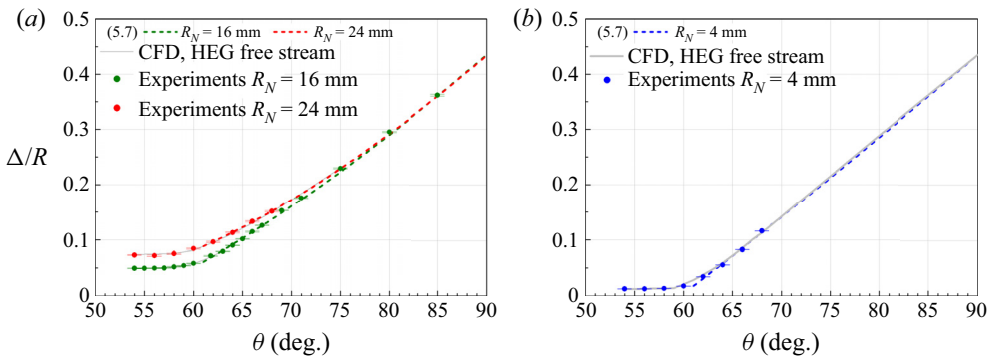 (a)
0.5
0.4
0.3
Δ/R
0.2
0.1
0
(5.7) R_N = 16 mm R_N = 24 mm
CFD, HEG free stream
Experiments R_N = 16 mm
Experiments R_N = 24 mm
50 55 60 65 70 75 80 85 90
θ (deg.)
(b)
0.5
0.4
0.3
0.2
0.1
0
(5.7) R_N = 4 mm
CFD, HEG free stream
Experiments R_N = 4 mm
50 55 60 65 70 75 80 85 90
θ (deg.)